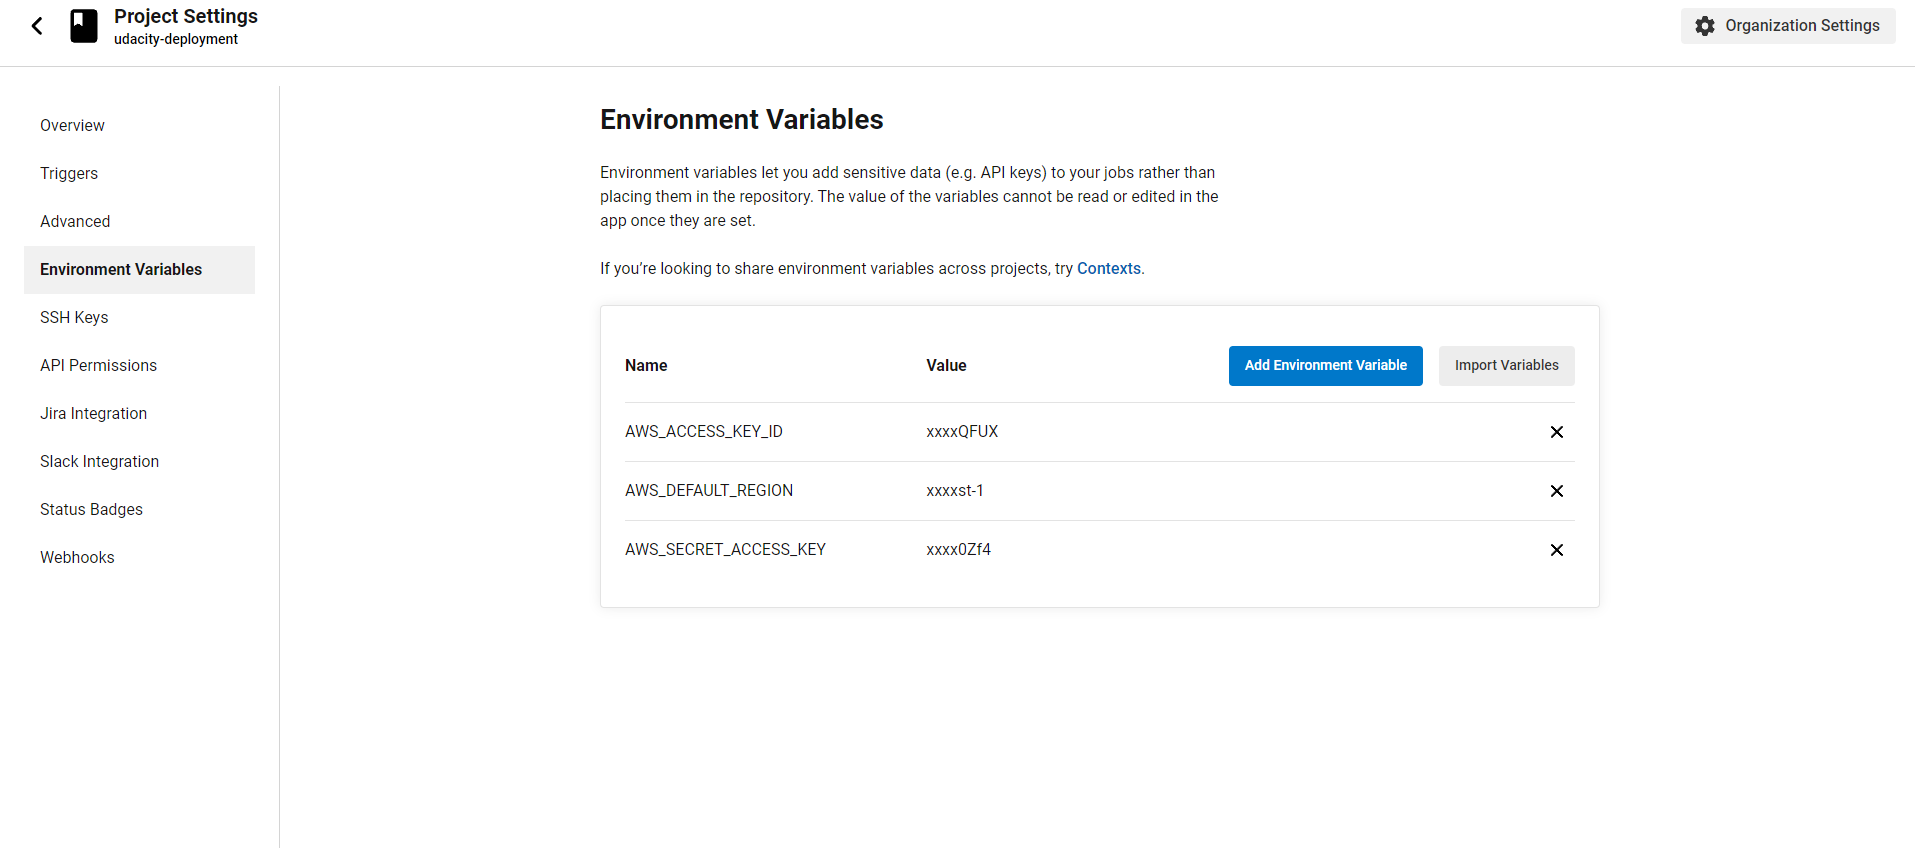 Project Settings
udacity-deployment
Organization Settings
Overview
Triggers
Advanced
Environment Variables
SSH Keys
API Permissions
Jira Integration
Slack Integration
Status Badges
Webhooks
Environment Variables
Environment variables let you add sensitive data (e.g. API keys) to your jobs rather than
placing them in the repository. The value of the variables cannot be read or edited in the
app once they are set.
If you’re looking to share environment variables across projects, try Contexts.
Name Value Add Environment Variable Import Variables
AWS_ACCESS_KEY_ID xxxxQFUX
AWS_DEFAULT_REGION xxxxst-1
AWS_SECRET_ACCESS_KEY xxxx0Zf4